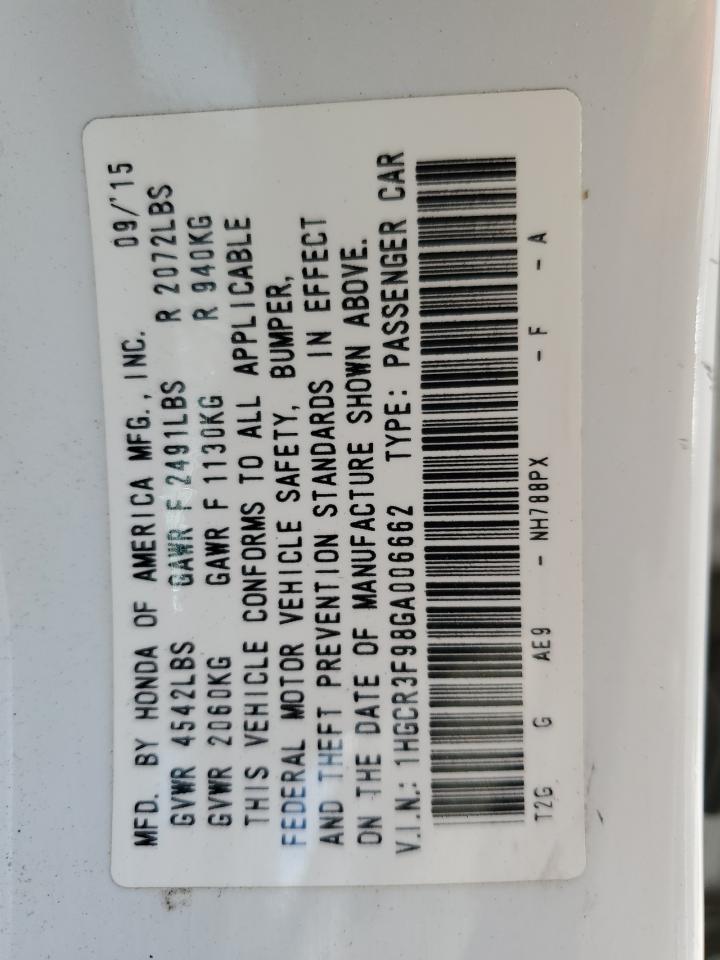 MFD. BY HONDA OF AMERICA MFG., INC. 09/'15
GVWR 4542LBS GAWR F 2491LBS R 2072LBS
GVWR 2060KG GAWR F 1130KG R 940KG
THIS VEHICLE CONFORMS TO ALL APPLICABLE
FEDERAL MOTOR VEHICLE SAFETY, BUMPER,
AND THEFT PREVENTION STANDARDS IN EFFECT
ON THE DATE OF MANUFACTURE SHOWN ABOVE.
V.I.N.: 1HGCR3F98GA006662 TYPE: PASSENGER CAR
T2G G AE9 - NH788PX - F - A